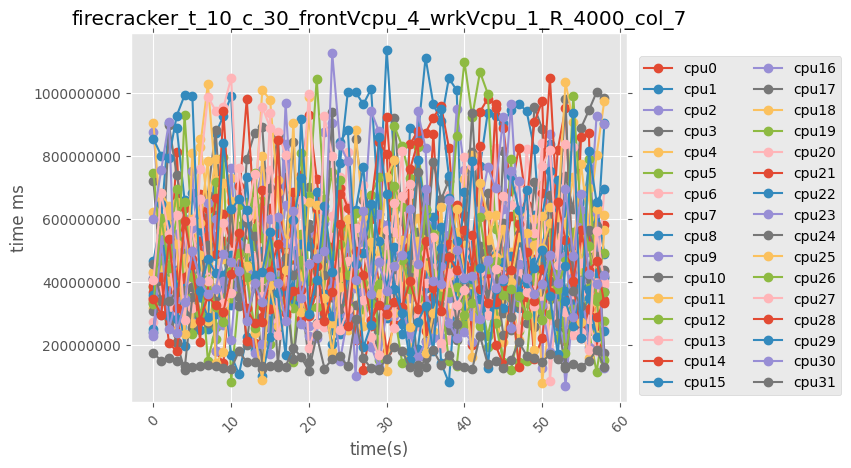 firecracker_t_10_c_30_frontVcpu_4_wrkVcpu_1_R_4000_col_7
time ms
1000000000
800000000
600000000
400000000
200000000
0
10
20
30
40
50
60
time(s)
cpu0
cpu1
cpu2
cpu3
cpu4
cpu5
cpu6
cpu7
cpu8
cpu9
cpu10
cpu11
cpu12
cpu13
cpu14
cpu15
cpu16
cpu17
cpu18
cpu19
cpu20
cpu21
cpu22
cpu23
cpu24
cpu25
cpu26
cpu27
cpu28
cpu29
cpu30
cpu31